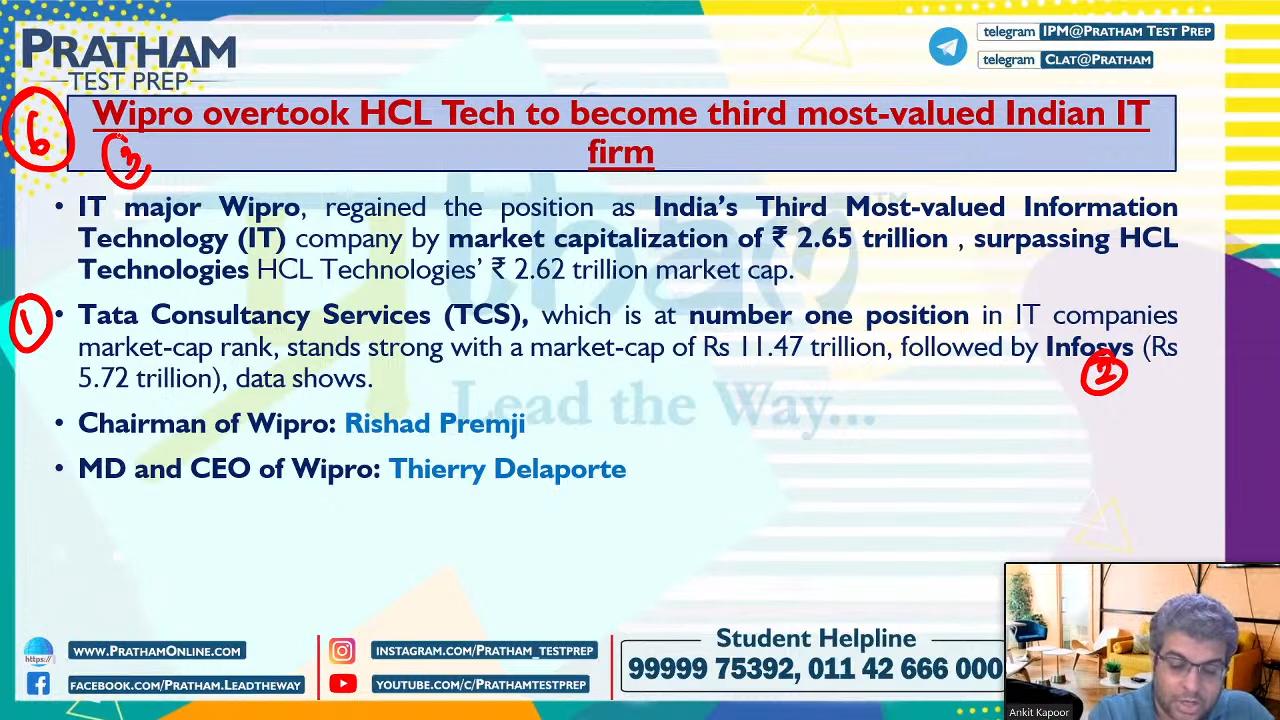 PRATHAM
TEST PREP
telegram IPM@PRATHAM TEST PREP
telegram CLAT@PRATHAM
6
Wipro overtook HCL Tech to become third most-valued Indian IT
firm
3
• IT major Wipro, regained the position as India's Third Most-valued Information
Technology (IT) company by market capitalization of ₹ 2.65 trillion , surpassing HCL
Technologies HCL Technologies' ₹ 2.62 trillion market cap.
1
• Tata Consultancy Services (TCS), which is at number one position in IT companies
market-cap rank, stands strong with a market-cap of Rs 11.47 trillion, followed by Infosys (Rs
2
5.72 trillion), data shows.
Lead the Way...
• Chairman of Wipro: Rishad Premji
• MD and CEO of Wipro: Thierry Delaporte
https://
WWW.PRATHAMONLINE.COM
FACEBOOK.COM/PRATHAM.LEADTHEWAY
INSTAGRAM.COM/PRATHAM_TESTPREP
YOUTUBE.COM/C/PRATHAMTESTPREP
Student Helpline
99999 75392, 011 42 666 000
Ankit Kapoor